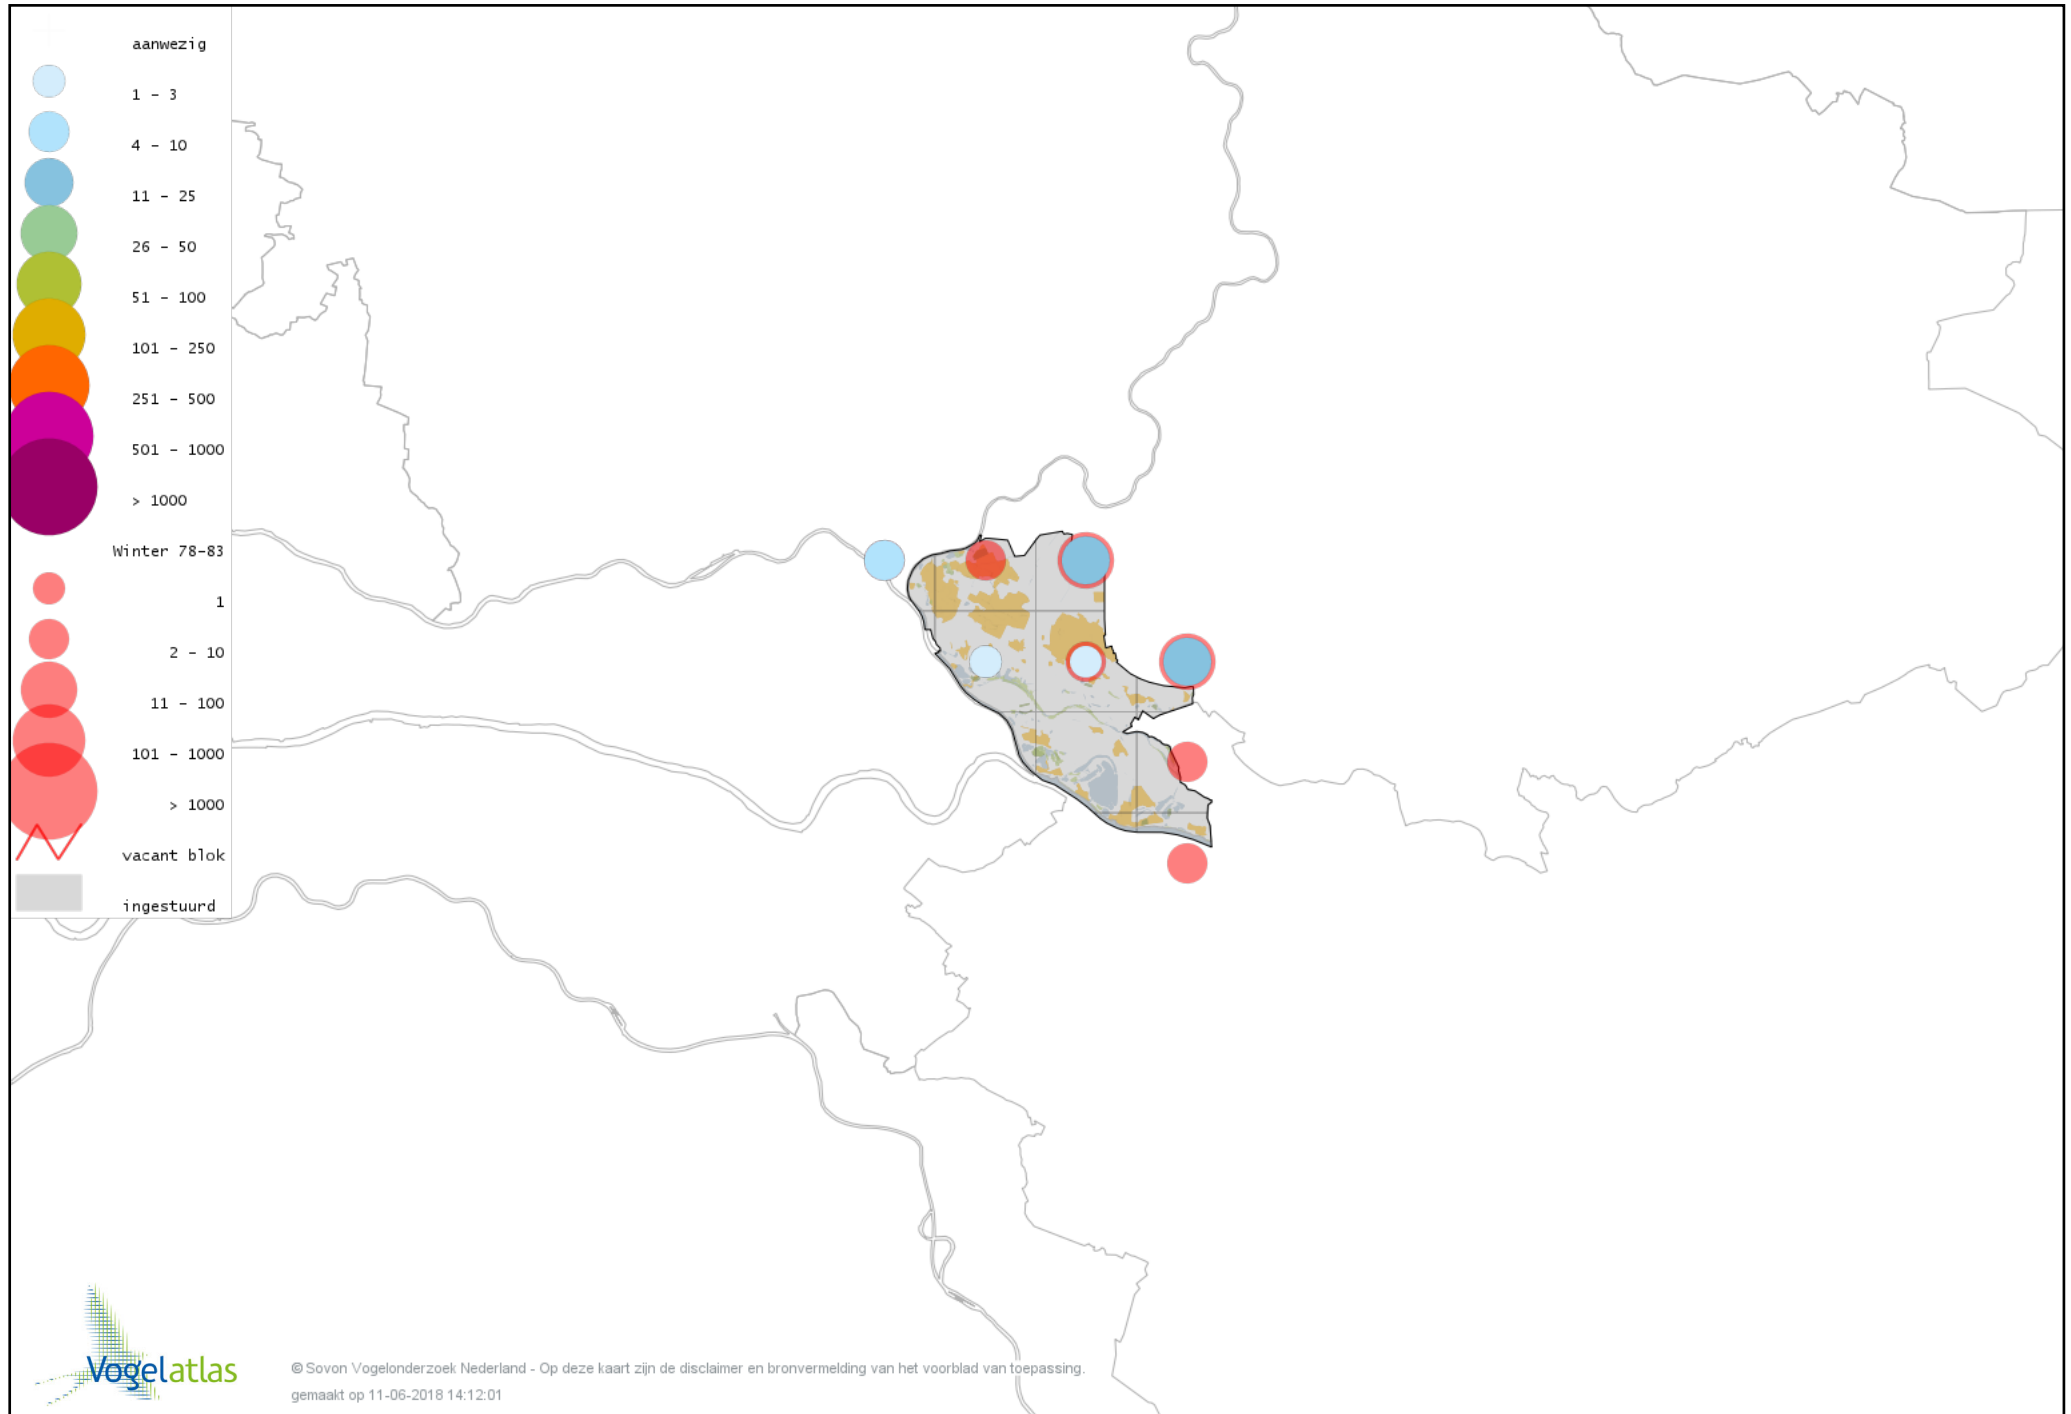 aanwezig
1 - 3
4 - 10
11 - 25
26 - 50
51 - 100
101 - 250
251 - 500
501 - 1000
> 1000
Winter 78-83
1
2 - 10
11 - 100
101 - 1000
> 1000
vacant blok
ingestuurd
Vogelatlas
© Sovon Vogelonderzoek Nederland - Op deze kaart zijn de disclaimer en bronvermelding van het voorblad van toepassing.
gemaakt op 11-06-2018 14:12:01